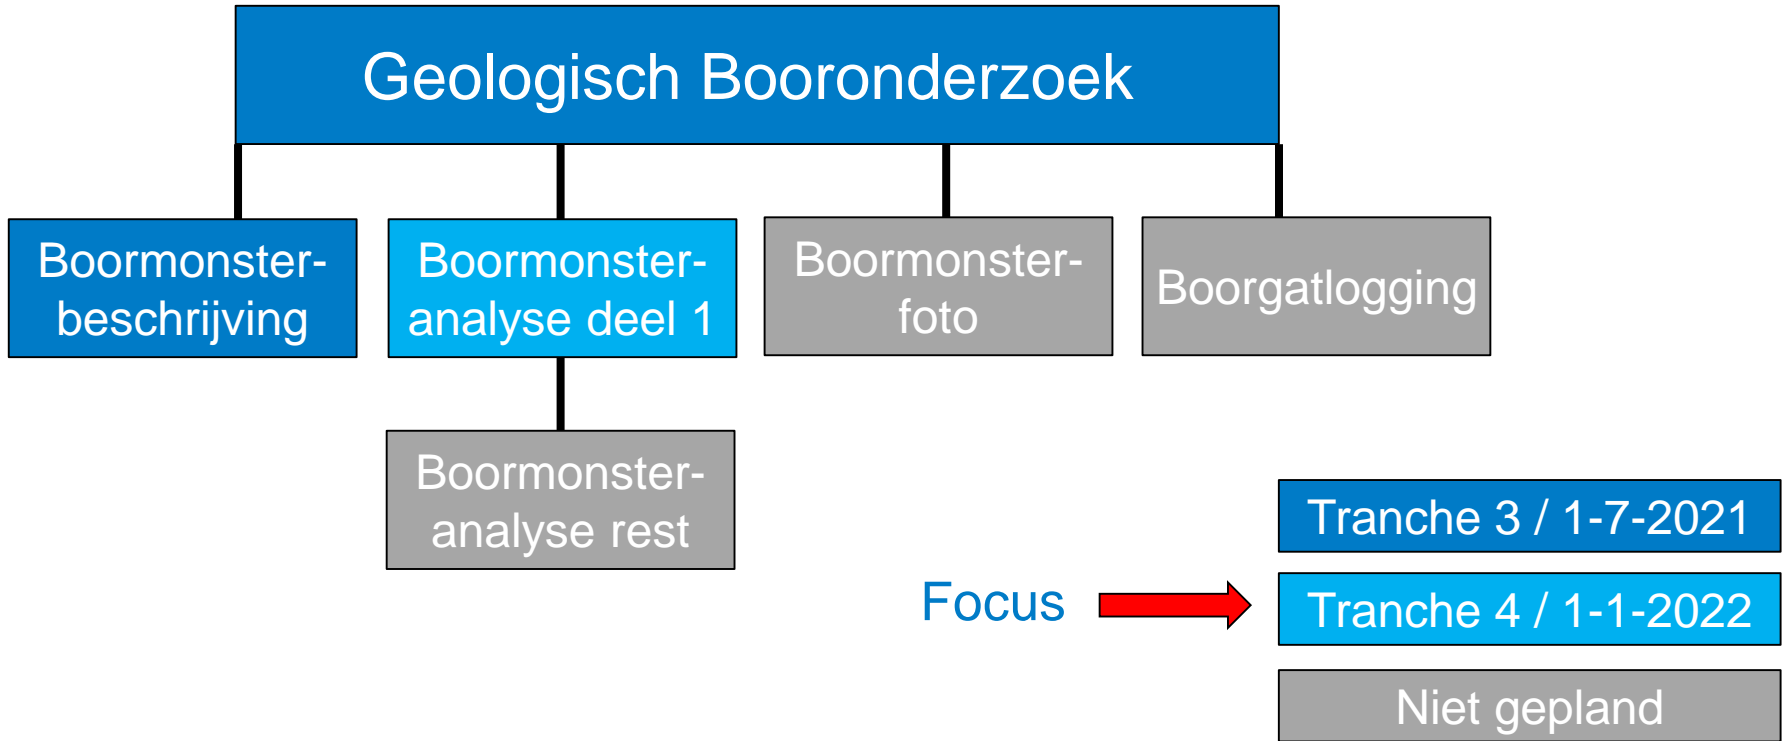 Geologisch Booronderzoek
Boormonster-
beschrijving
Boormonster-
analyse deel 1
Boormonster-
foto
Boorgatlogging
Boormonster-
analyse rest
Tranche 3 / 1-7-2021
Focus
Tranche 4 / 1-1-2022
Niet gepland